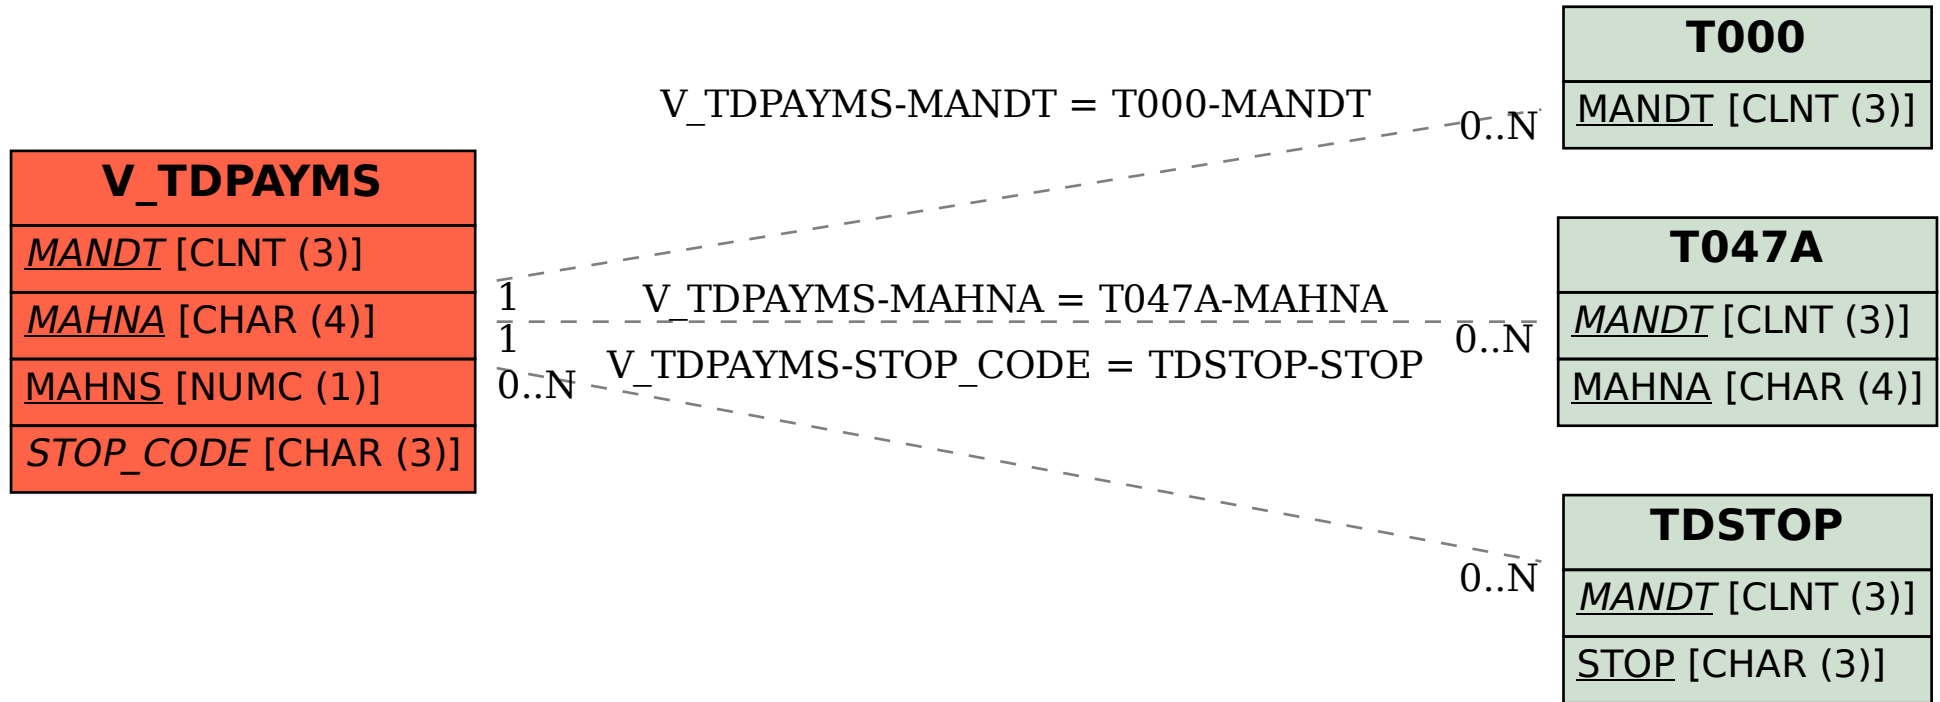 V_TDPAYMS
MANDT [CLNT (3)]
MAHNA [CHAR (4)]
MAHNS [NUMC (1)]
STOP_CODE [CHAR (3)]
V_TDPAYMS-MANDT = T000-MANDT
0..N
1
V_TDPAYMS-MAHNA = T047A-MAHNA
1
0..N
V_TDPAYMS-STOP_CODE = TDSTOP-STOP
0..N
0..N
T000
MANDT [CLNT (3)]
T047A
MANDT [CLNT (3)]
MAHNA [CHAR (4)]
TDSTOP
MANDT [CLNT (3)]
STOP [CHAR (3)]